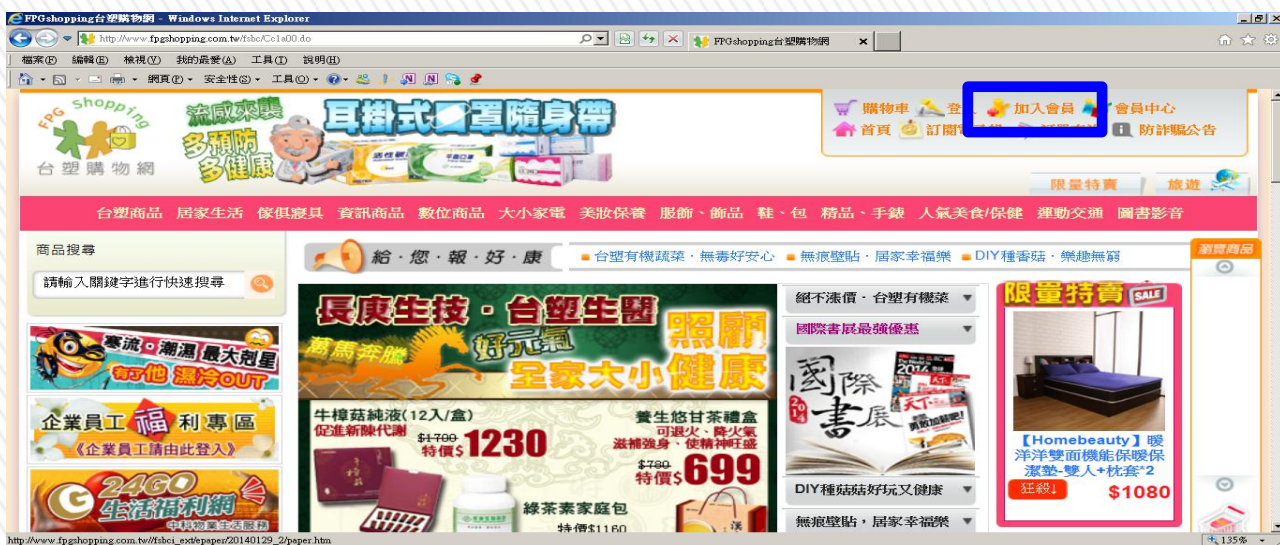 FPGshopping台塑購物網 - Windows Internet Explorer
http://www.fpgshopping.com.tw/fsbc/Cc1a00.do
FPGshopping台塑購物網
檔案(F) 編輯(E) 檢視(V) 我的最愛(A) 工具(T) 說明(H)
網頁(P) 安全性(S) 工具(O)
FPG Shopping
台塑購物網
流感來襲
多預防
多健康
耳掛式口罩隨身帶
購物車 登 加入會員 會員中心
首頁 訂閱 防詐騙公告
限量特賣 旅遊
台塑商品 居家生活 傢俱寢具 資訊商品 數位商品 大小家電 美妝保養 服飾、飾品 鞋、包 精品、手錶 人氣美食/保健 運動交通 圖書影音
商品搜尋
請輸入關鍵字進行快速搜尋
給‧您‧報‧好‧康
台塑有機蔬菜‧無毒好安心
無痕壁貼‧居家幸福樂
DIY種香菇‧樂趣無窮
瀏覽商品
寒流‧潮濕 最大剋星
有了他 濕冷OUT
企業員工福利專區
《企業員工請由此登入》
24GO
生活福利網
中科物業生活服務
長庚生技‧台塑生醫
照顧
萬馬奔騰
好元氣
全家大小健康
牛樟菇純液(12入/盒)
促進新陳代謝
$1700
特價$1230
養生悠甘茶禮盒
可退火、降火氣
滋補強身、使精神旺盛
$780
特價$699
綠茶素家庭包
特價$1160
絕不漲價‧台塑有機菜
國際書展最強優惠
2014
國際書展
DIY種菇菇好玩又健康
無痕壁貼，居家幸福樂
限量特賣 SALE
【Homebeauty】暖
洋洋雙面機能保暖保
潔墊-雙人+枕套*2
狂殺↓ $1080
http://www.fpgshopping.com.tw//fsbci_ext/epaper/20140129_2/paper.htm
135%